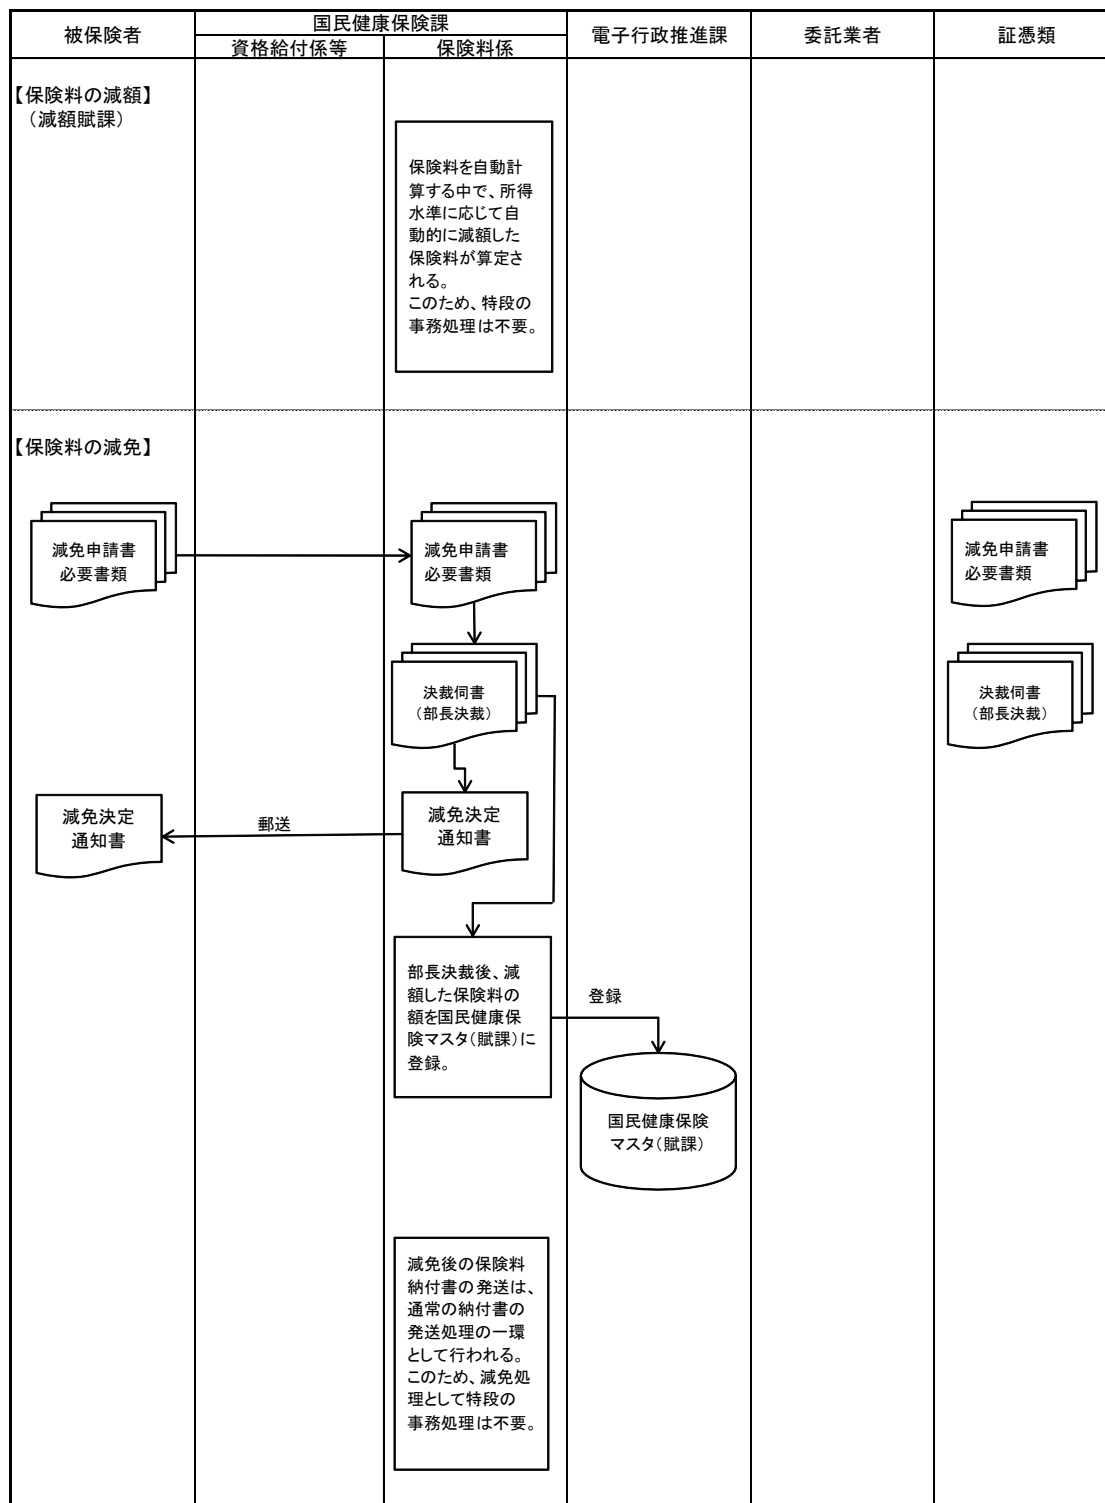 被保険者
国民健康保険課
資格給付係等
保険料係
電子行政推進課
委託業者
証憑類
【保険料の減額】
（減額賦課）
保険料を自動計
算する中で、所得
水準に応じて自
動的に減額した
保険料が算定さ
れる。
このため、特段の
事務処理は不要。
【保険料の減免】
減免申請書
必要書類
減免申請書
必要書類
減免申請書
必要書類
決裁伺書
（部長決裁）
決裁伺書
（部長決裁）
減免決定
通知書
郵送
減免決定
通知書
部長決裁後、減
額した保険料の
額を国民健康保
険マスタ（賦課）に
登録。
登録
国民健康保険
マスタ（賦課）
減免後の保険料
納付書の発送は、
通常の納付書の
発送処理の一環
として行われる。
このため、減免処
理として特段の
事務処理は不要。